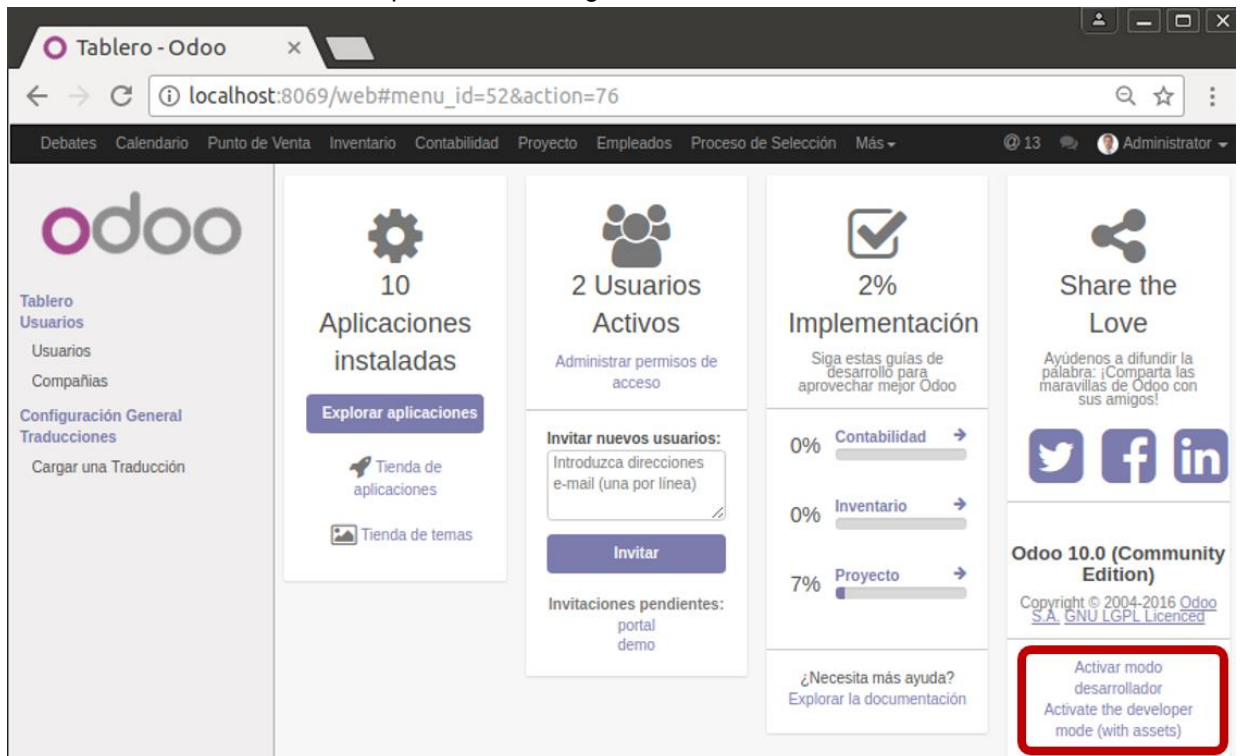 Tablero - Odoo
localhost:8069/web#menu_id=52&action=76
Debates Calendario Punto de Venta Inventario Contabilidad Proyecto Empleados Proceso de Selección Más @ 13 Administrator
odoo
Tablero
Usuarios
Usuarios
Compañias
Configuración General
Traducciones
Cargar una Traducción
10
Aplicaciones
instaladas
Explorar aplicaciones
Tienda de
aplicaciones
Tienda de temas
2 Usuarios
Activos
Administrar permisos de
acceso
Invitar nuevos usuarios:
Introduzca direcciones
e-mail (una por línea)
Invitar
Invitaciones pendientes:
portal
demo
2%
Implementación
Siga estas guías de
desarrollo para
aprovechar mejor Odoo
0% Contabilidad
0% Inventario
7% Proyecto
¿Necesita más ayuda?
Explorar la documentación
Share the
Love
Ayúdenos a difundir la
palabra: ¡Comparta las
maravillas de Odoo con
sus amigos!
Odoo 10.0 (Community
Edition)
Copyright © 2004-2016 Odoo
S.A. GNU LGPL Licenced
Activar modo
desarrollador
Activate the developer
mode (with assets)